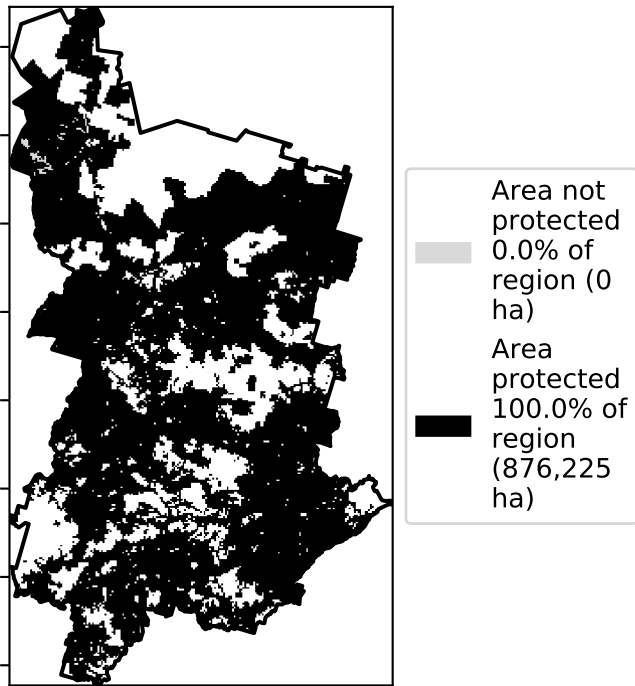 Area not
protected
0.0% of
region (0
ha)
Area
protected
100.0% of
region
(876,225
ha)